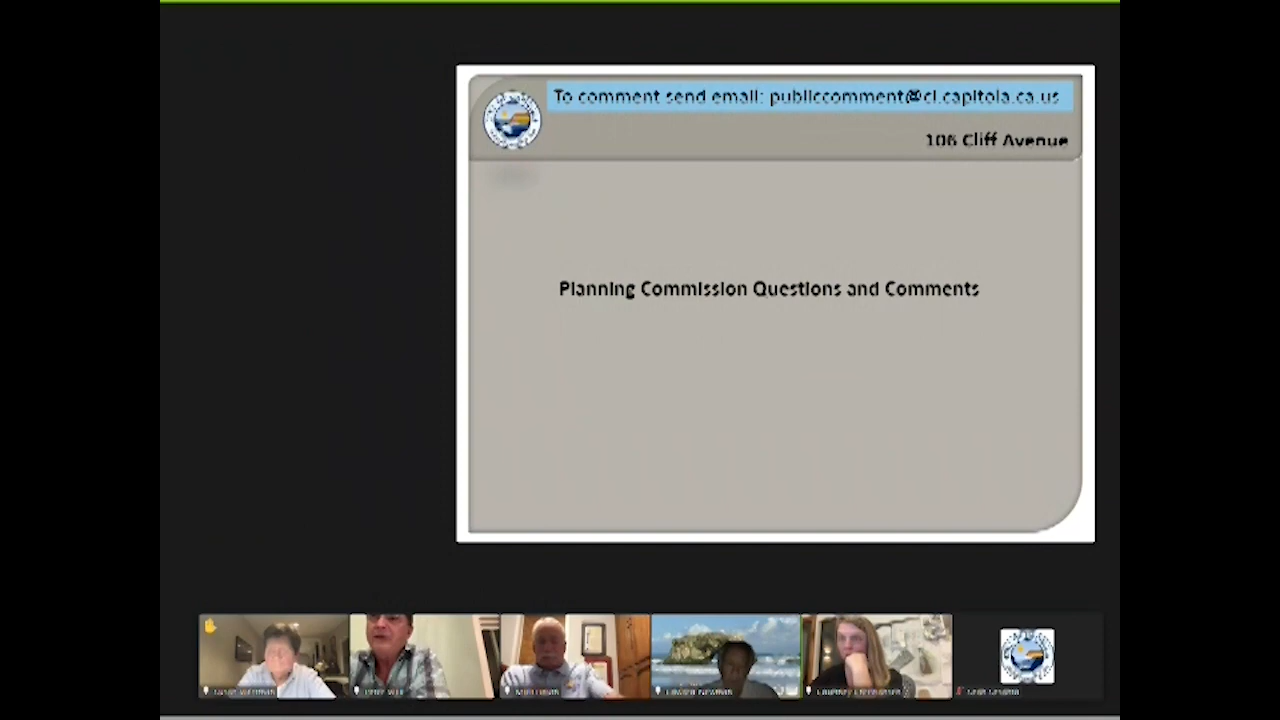 To comment send email: publiccomment@ci.capitola.ca.us
106 Cliff Avenue
Planning Commission Questions and Comments